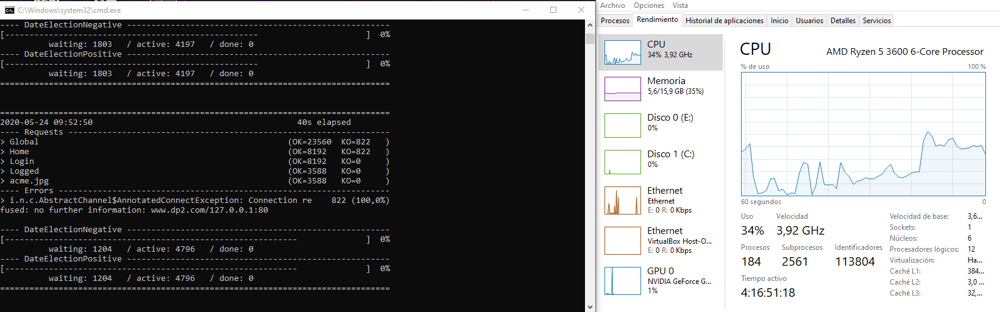 C:\Windows\system32\cmd.exe
---- DateElectionNegative ------------------------------------------------------
[----------------------------------------------------                      ]  0%
          waiting: 1803   / active: 4197   / done: 0
---- DateElectionPositive ------------------------------------------------------
[----------------------------------------------------                      ]  0%
          waiting: 1803   / active: 4197   / done: 0
================================================================================
================================================================================
2020-05-24 09:52:50                                          40s elapsed
---- Requests ------------------------------------------------------------------
> Global                                                   (OK=23560  KO=822   )
> Home                                                     (OK=8192   KO=822   )
> Login                                                    (OK=8192   KO=0     )
> Logged                                                   (OK=3588   KO=0     )
> acme.jpg                                                 (OK=3588   KO=0     )
---- Errors --------------------------------------------------------------------
> i.n.c.AbstractChannel$AnnotatedConnectException: Connection re    822 (100,0%)
fused: no further information: www.dp2.com/127.0.0.1:80
---- DateElectionNegative ------------------------------------------------------
[------------------------------------------------------------              ]  0%
          waiting: 1204   / active: 4796   / done: 0
---- DateElectionPositive ------------------------------------------------------
[------------------------------------------------------------              ]  0%
          waiting: 1204   / active: 4796   / done: 0
================================================================================
Archivo Opciones Vista
Procesos Rendimiento Historial de aplicaciones Inicio Usuarios Detalles Servicios
CPU
34% 3,92 GHz
Memoria
5,6/15,9 GB (35%)
Disco 0 (E:)
0%
Disco 1 (C:)
0%
Ethernet
Ethernet
E: 0 R: 0 Kbps
Ethernet
VirtualBox Host-O...
E: 0 R: 0 Kbps
GPU 0
NVIDIA GeForce G...
1%
CPU AMD Ryzen 5 3600 6-Core Processor
% de uso 100 %
60 segundos 0
Uso Velocidad
34% 3,92 GHz
Procesos Subprocesos Identificadores
184 2561 113804
Tiempo activo
4:16:51:18
Velocidad de base: 3,6...
Sockets: 1
Núcleos: 6
Procesadores lógicos: 12
Virtualización: Ha...
Caché L1: 384...
Caché L2: 3,0 ...
Caché L3: 32,...